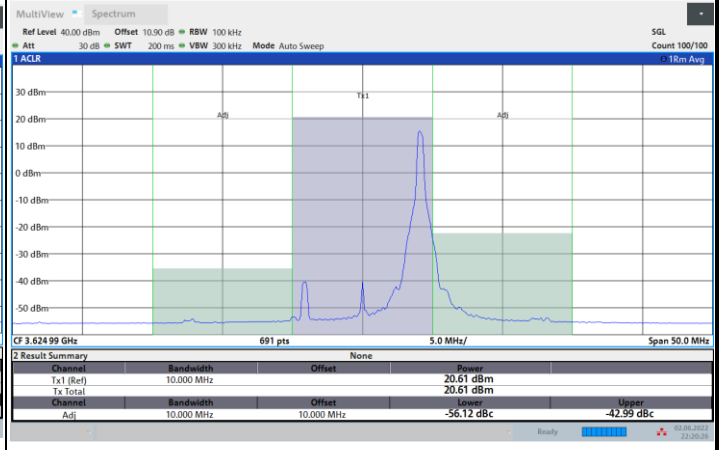 MultiView Spectrum
Ref Level 40.00 dBm Offset 10.90 dB RBW 100 kHz SGL
Att 30 dB SWT 200 ms VBW 300 kHz Mode Auto Sweep Count 100/100
1 ACLR 1Rm Avg
30 dBm
Tx1
20 dBm Adj Adj
10 dBm
0 dBm
-10 dBm
-20 dBm
-30 dBm
-40 dBm
-50 dBm
CF 3.624 99 GHz 691 pts 5.0 MHz/ Span 50.0 MHz
2 Result Summary None
Channel Bandwidth Offset Power
Tx1 (Ref) 10.000 MHz 20.61 dBm
Tx Total 20.61 dBm
Channel Bandwidth Offset Lower Upper
Adj 10.000 MHz 10.000 MHz -56.12 dBc -42.99 dBc
Ready 02.08.2022
22:20:26